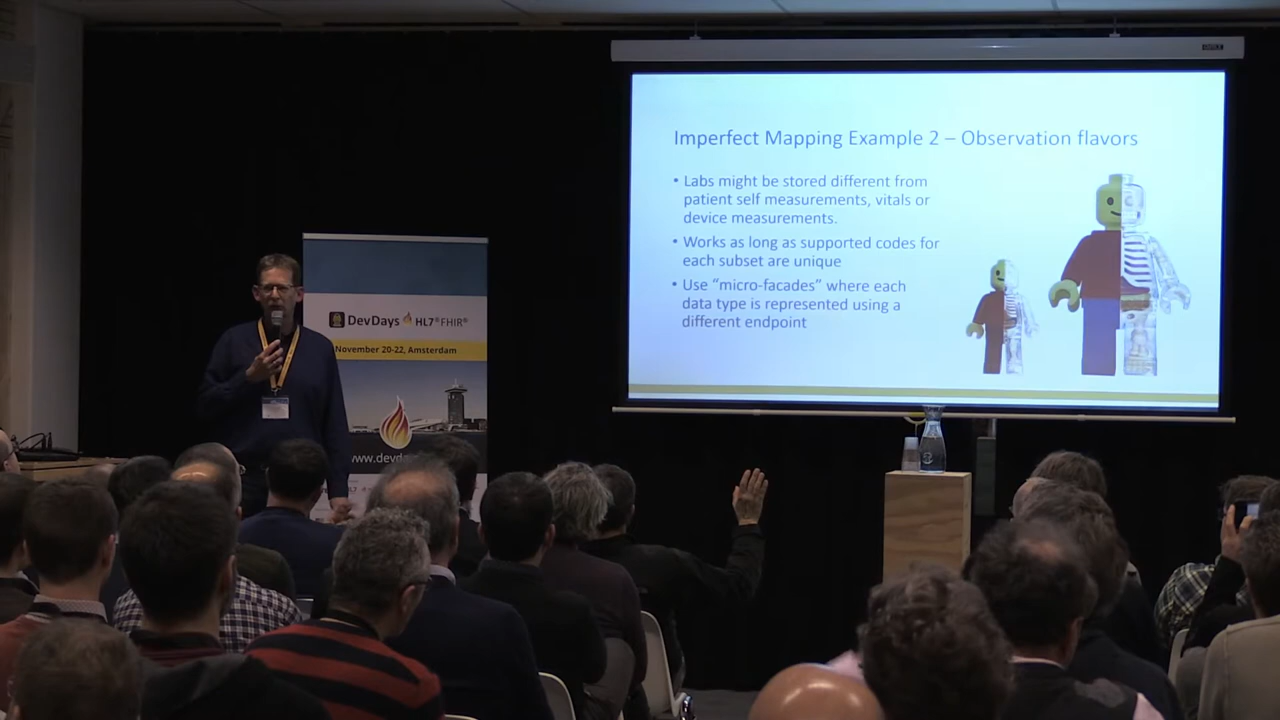 Imperfect Mapping Example 2 – Observation flavors
• Labs might be stored different from
patient self measurements, vitals or
device measurements.
• Works as long as supported codes for
each subset are unique
• Use “micro-facades” where each
data type is represented using a
different endpoint
DevDays HL7® FHIR®
November 20-22, Amsterdam
www.devda